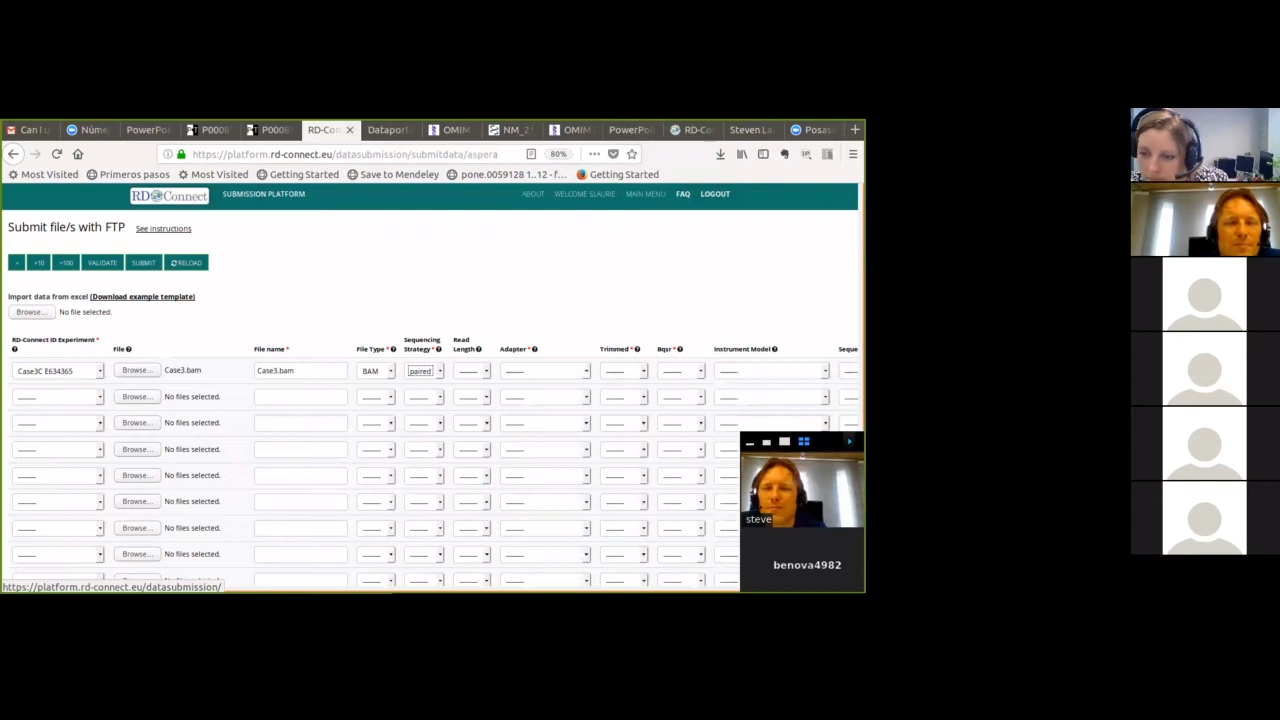 Can I u Núme PowerPoi P0008 P0008 RD-Con Dataport OMIM NM_2 OMIM PowerPoi RD-Co Steven La Posas
https://platform.rd-connect.eu/datasubmission/submitdata/aspera 80%
Most Visited Primeros pasos Most Visited Getting Started Save to Mendeley pone.0059128 1..12 - f... Getting Started
RD Connect SUBMISSION PLATFORM ABOUT WELCOME SLAURIE MAIN MENU FAQ LOGOUT
Submit file/s with FTP See instructions
+ +10 +100 VALIDATE SUBMIT RELOAD
Import data from excel (Download example template)
Browse... No file selected.
RD-Connect ID Experiment * File File name * File Type * Sequencing Strategy * Read Length Adapter * Trimmed * Bqsr * Instrument Model Seque
Case3C E634365 Browse... Case3.bam Case3.bam BAM paired
Browse... No files selected.
Browse... No files selected.
Browse... No files selected.
Browse... No files selected.
Browse... No files selected.
Browse... No files selected.
Browse... No files selected.
steve
benova4982
https://platform.rd-connect.eu/datasubmission/